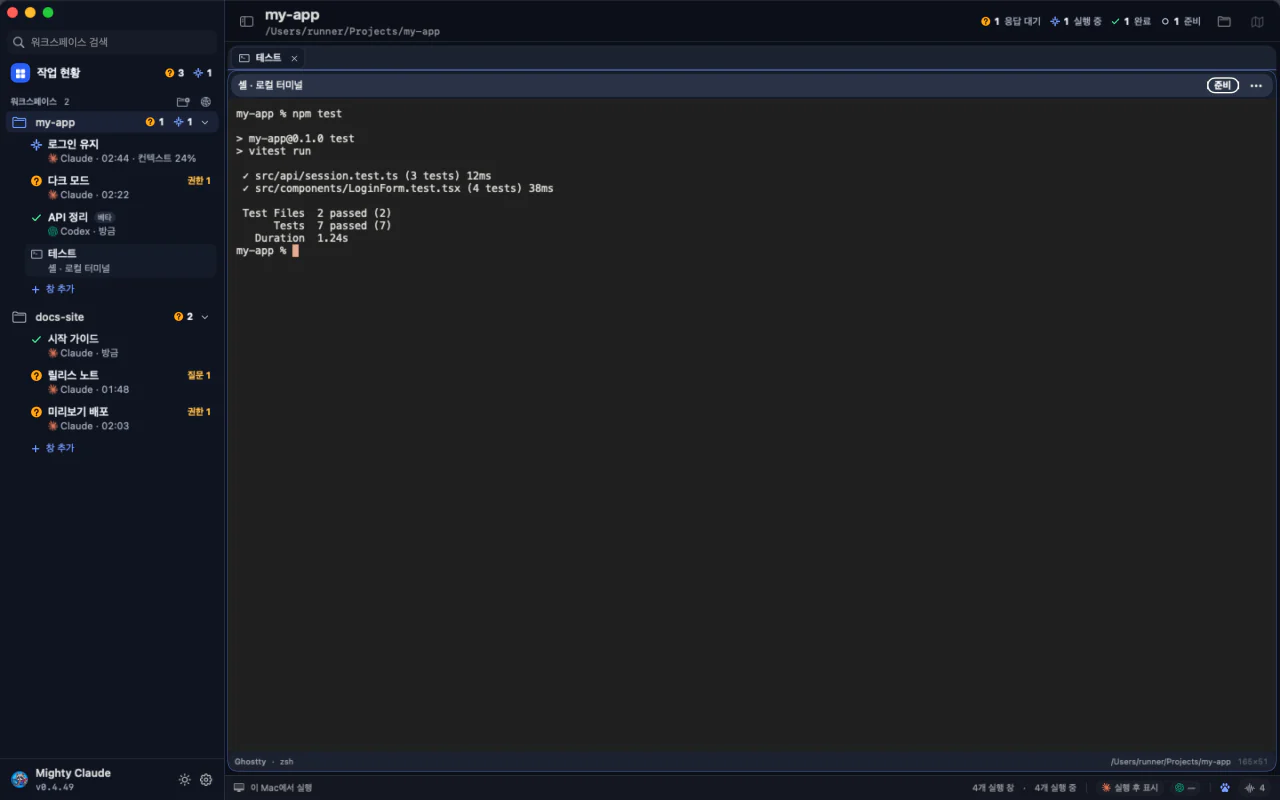 워크스페이스 검색
작업 현황 3 1
워크스페이스 2
my-app 1 1
로그인 유지
Claude · 02:44 · 컨텍스트 24%
다크 모드 권한 1
Claude · 02:22
API 정리 베타
Codex · 방금
테스트
셸 · 로컬 터미널
+ 창 추가
docs-site 2
시작 가이드
Claude · 방금
릴리스 노트 질문 1
Claude · 01:48
미리보기 배포 권한 1
Claude · 02:03
+ 창 추가
Mighty Claude
v0.4.49
my-app
/Users/runner/Projects/my-app
1 응답 대기 1 실행 중 1 완료 1 준비
테스트
셸 · 로컬 터미널 준비
my-app % npm test
> my-app@0.1.0 test
> vitest run
✓ src/api/session.test.ts (3 tests) 12ms
✓ src/components/LoginForm.test.tsx (4 tests) 38ms
Test Files 2 passed (2)
Tests 7 passed (7)
Duration 1.24s
my-app %
Ghostty · zsh /Users/runner/Projects/my-app 165×51
이 Mac에서 실행 4개 실행 창 · 4개 실행 중 실행 후 표시 — 4